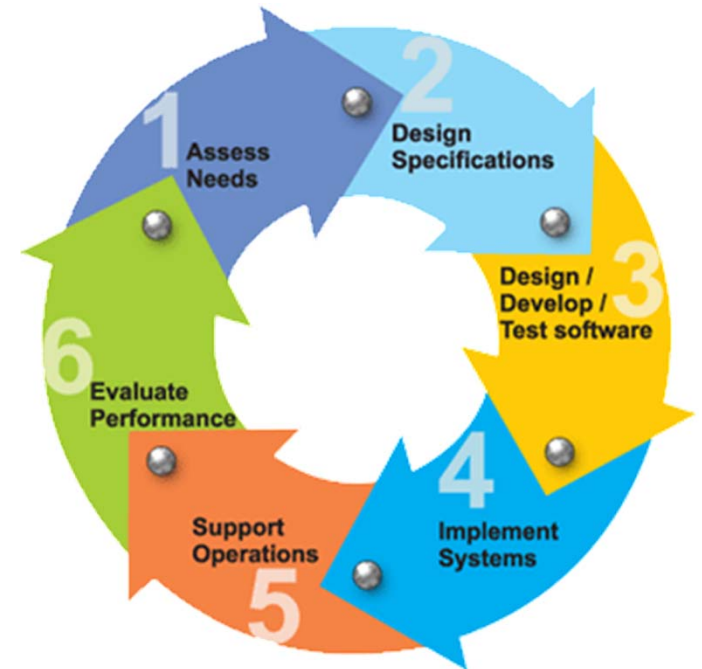 1
Assess
Needs
2
Design
Specifications
3
Design /
Develop /
Test software
4
Implement
Systems
5
Support
Operations
6
Evaluate
Performance